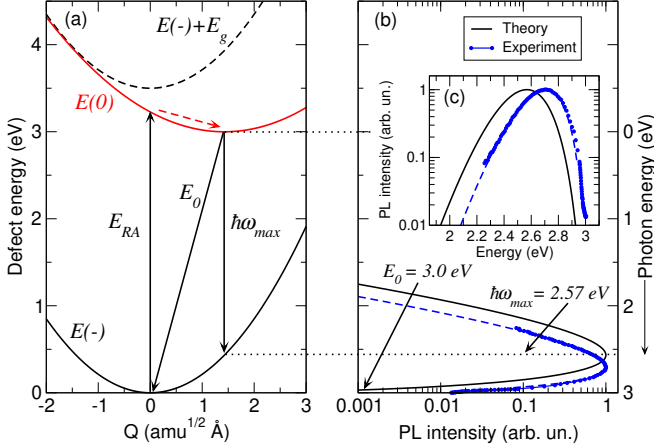 (a)
E(-)+E_g
E(0)
E_RA
E_0
ħω_max
E(-)
Defect energy (eV)
4
3
2
1
0
-2 -1 0 1 2 3
Q (amu^1/2 Å)
(b)
Theory
Experiment
(c)
PL intensity (arb. un.)
1
0.1
0.01
2 2.2 2.4 2.6 2.8 3
Energy (eV)
E_0 = 3.0 eV
ħω_max = 2.57 eV
0
1
2
3
Photon energy (eV)
0.001 0.01 0.1 1
PL intensity (arb. un.)